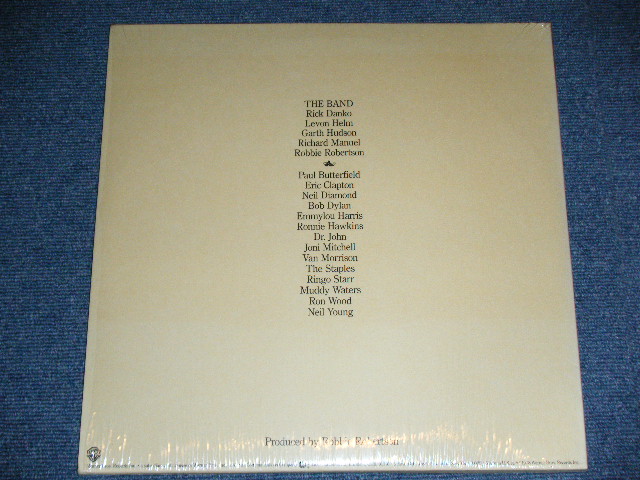 THE BAND
Rick Danko
Levon Helm
Garth Hudson
Richard Manuel
Robbie Robertson
Paul Butterfield
Eric Clapton
Neil Diamond
Bob Dylan
Emmylou Harris
Ronnie Hawkins
Dr. John
Joni Mitchell
Van Morrison
The Staples
Ringo Starr
Muddy Waters
Ron Wood
Neil Young
Produced by Robbie Robertson